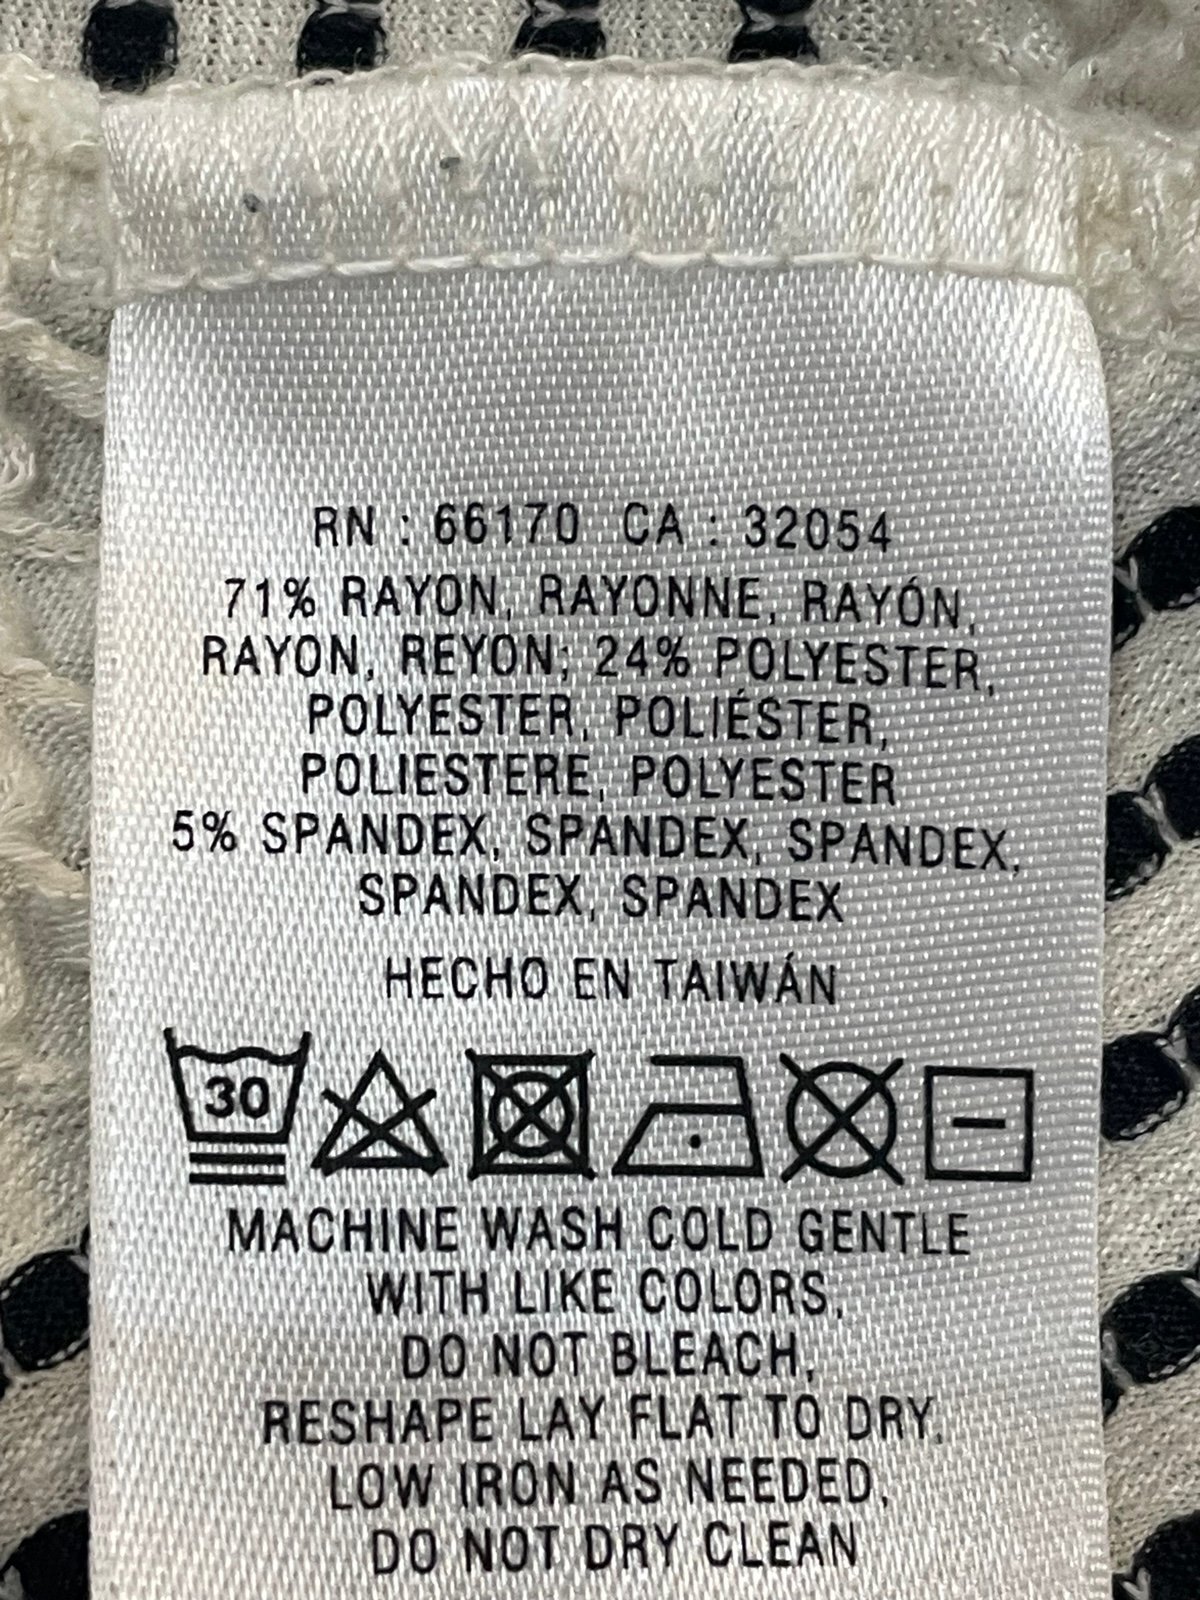 RN : 66170 CA : 32054
71% RAYON, RAYONNE, RAYÓN,
RAYON, REYON; 24% POLYESTER,
POLYESTER, POLIÉSTER,
POLIESTERE, POLYESTER
5% SPANDEX, SPANDEX, SPANDEX,
SPANDEX, SPANDEX
HECHO EN TAIWÁN
30
MACHINE WASH COLD GENTLE
WITH LIKE COLORS,
DO NOT BLEACH,
RESHAPE LAY FLAT TO DRY,
LOW IRON AS NEEDED,
DO NOT DRY CLEAN